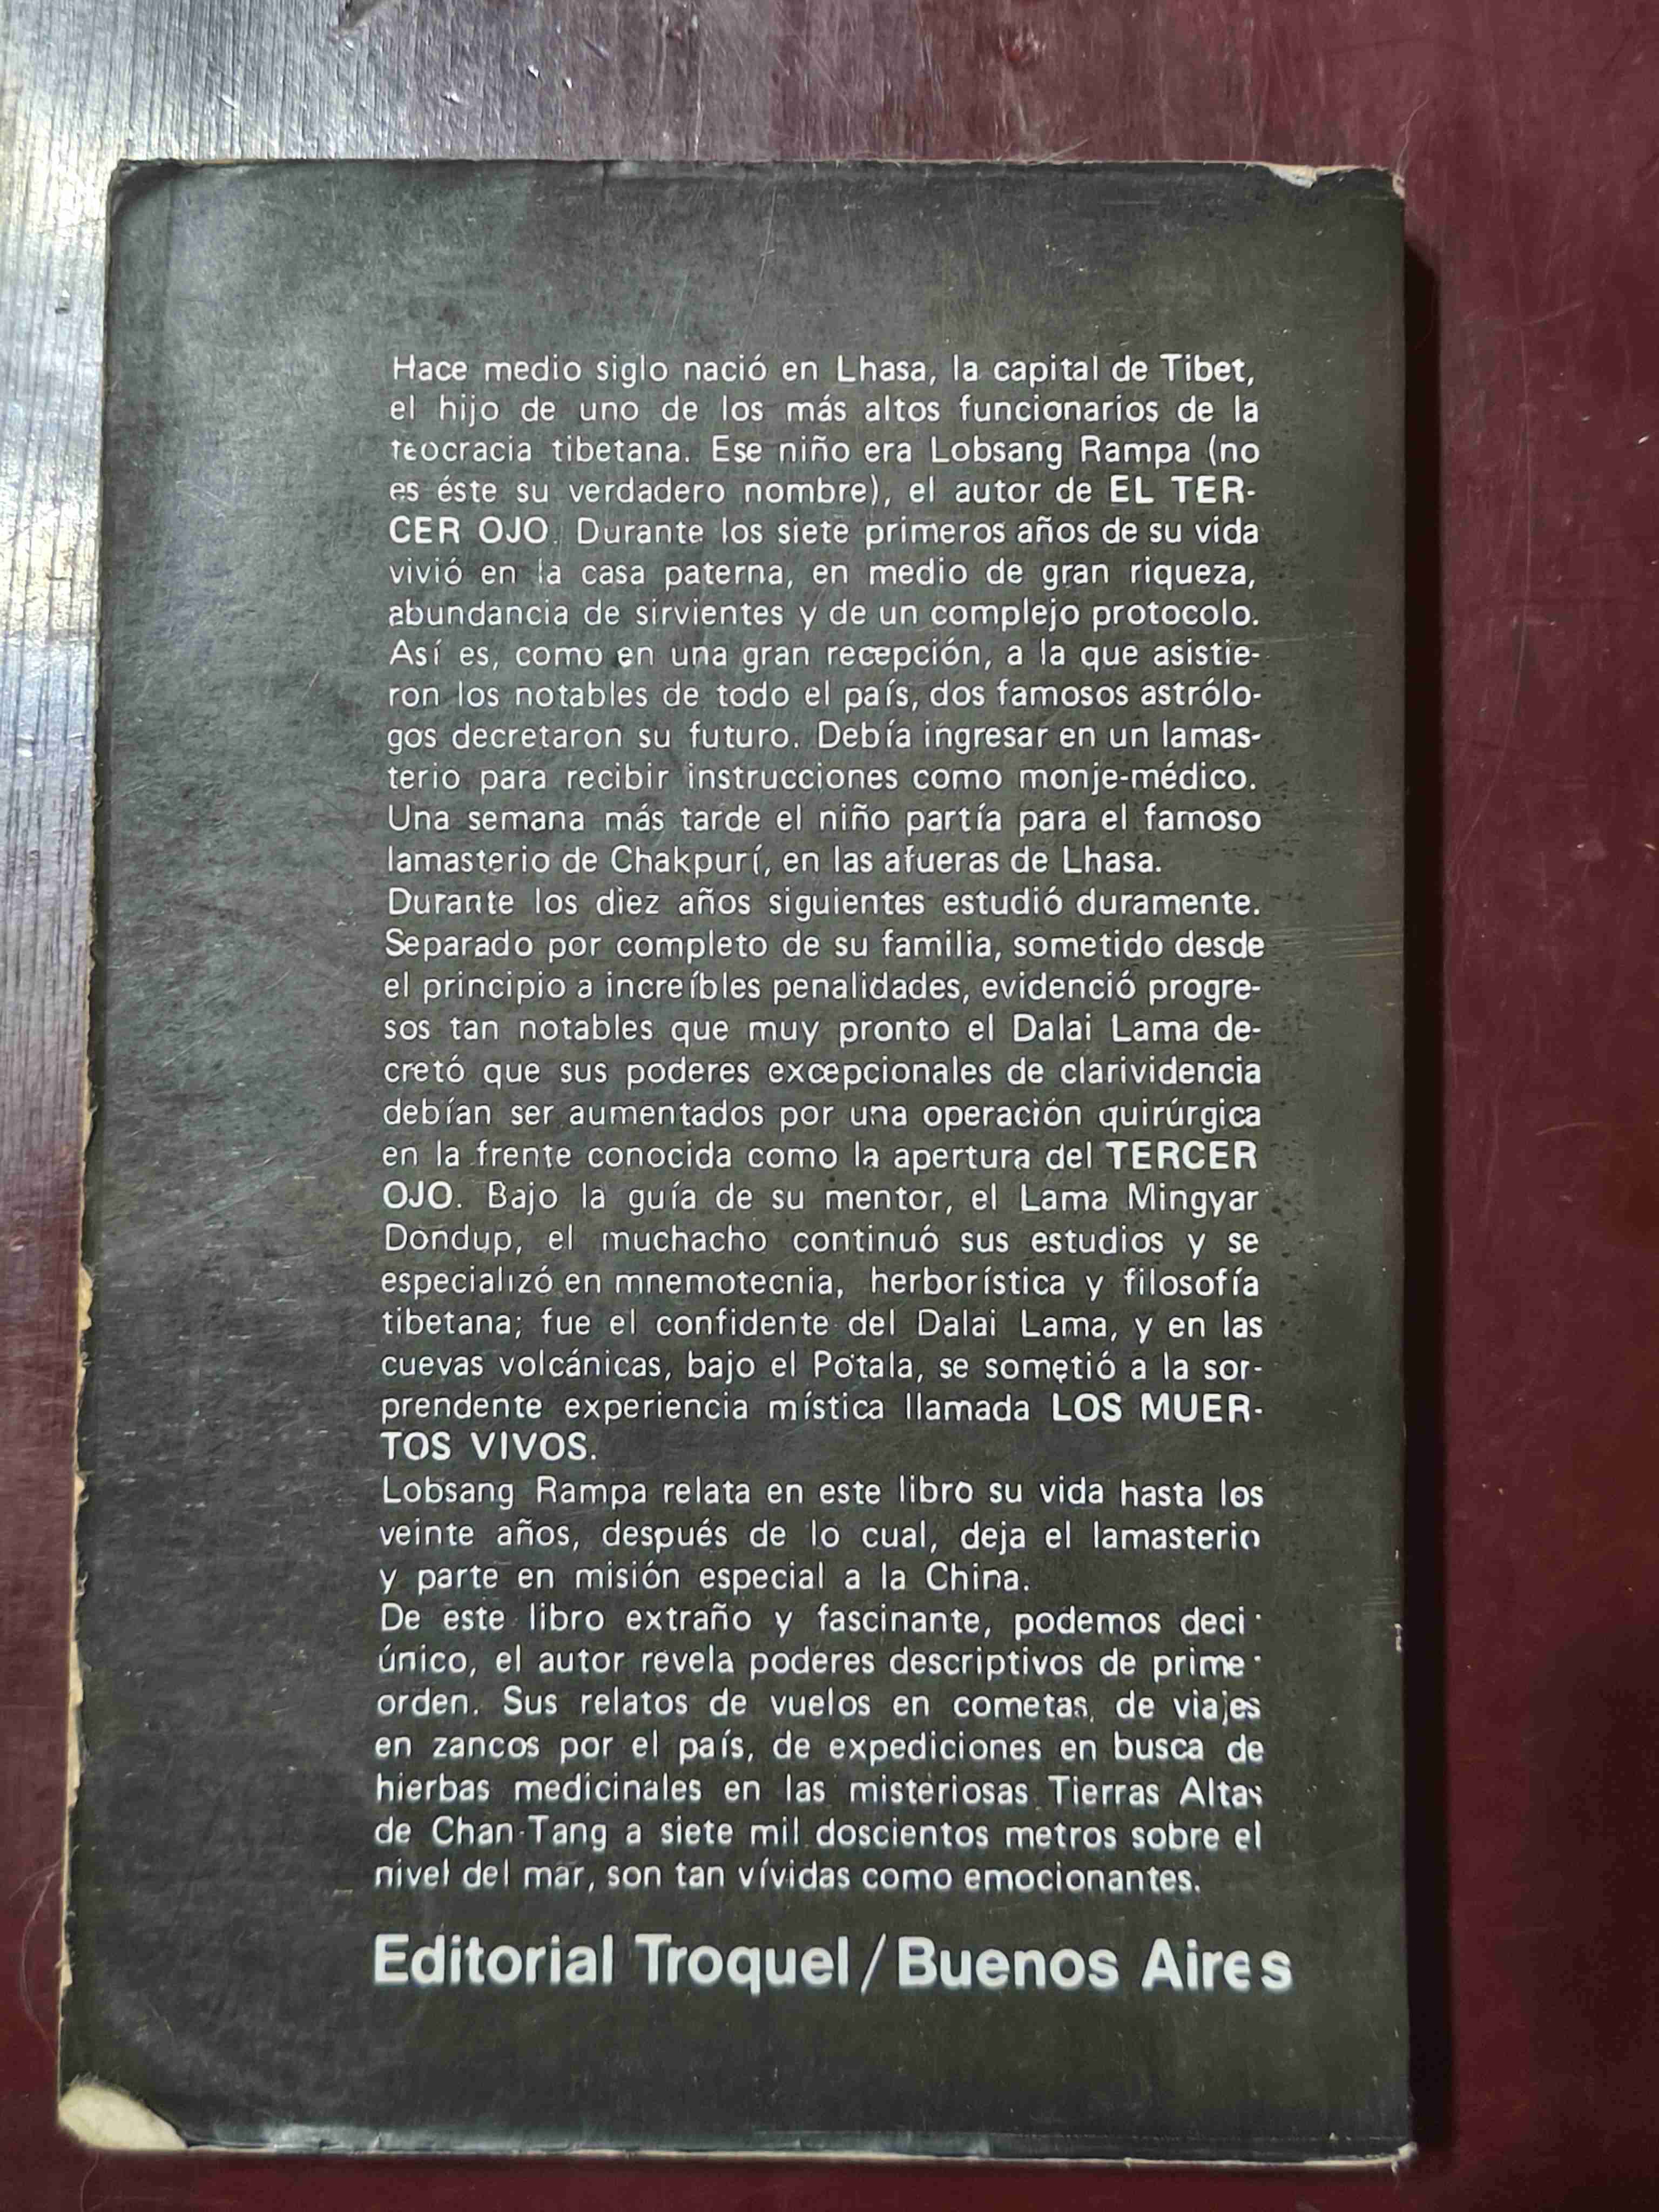 Hace medio siglo nació en Lhasa, la capital de Tibet,
el hijo de uno de los más altos funcionarios de la
teocracia tibetana. Ese niño era Lobsang Rampa (no
es éste su verdadero nombre), el autor de EL TER-
CER OJO. Durante los siete primeros años de su vida
vivió en la casa paterna, en medio de gran riqueza,
abundancia de sirvientes y de un complejo protocolo.
Así es, como en una gran recepción, a la que asistie-
ron los notables de todo el país, dos famosos astrólo-
gos decretaron su futuro. Debía ingresar en un lamas-
terio para recibir instrucciones como monje-médico.
Una semana más tarde el niño partía para el famoso
lamasterio de Chakpurí, en las afueras de Lhasa.
Durante los diez años siguientes estudió duramente.
Separado por completo de su familia, sometido desde
el principio a increíbles penalidades, evidenció progre-
sos tan notables que muy pronto el Dalai Lama de-
cretó que sus poderes excepcionales de clarividencia
debían ser aumentados por una operación quirúrgica
en la frente conocida como la apertura del TERCER
OJO. Bajo la guía de su mentor, el Lama Mingyar
Dondup, el muchacho continuó sus estudios y se
especializó en mnemotecnia, herborística y filosofía
tibetana; fue el confidente del Dalai Lama, y en las
cuevas volcánicas, bajo el Potala, se sometió a la sor-
prendente experiencia mística llamada LOS MUER-
TOS VIVOS.
Lobsang Rampa relata en este libro su vida hasta los
veinte años, después de lo cual, deja el lamasterio
y parte en misión especial a la China.
De este libro extraño y fascinante, podemos deci
único, el autor revela poderes descriptivos de prime
orden. Sus relatos de vuelos en cometas, de viajes
en zancos por el país, de expediciones en busca de
hierbas medicinales en las misteriosas Tierras Altas
de Chan-Tang a siete mil doscientos metros sobre el
nivel del mar, son tan vívidas como emocionantes.
Editorial Troquel/Buenos Aires